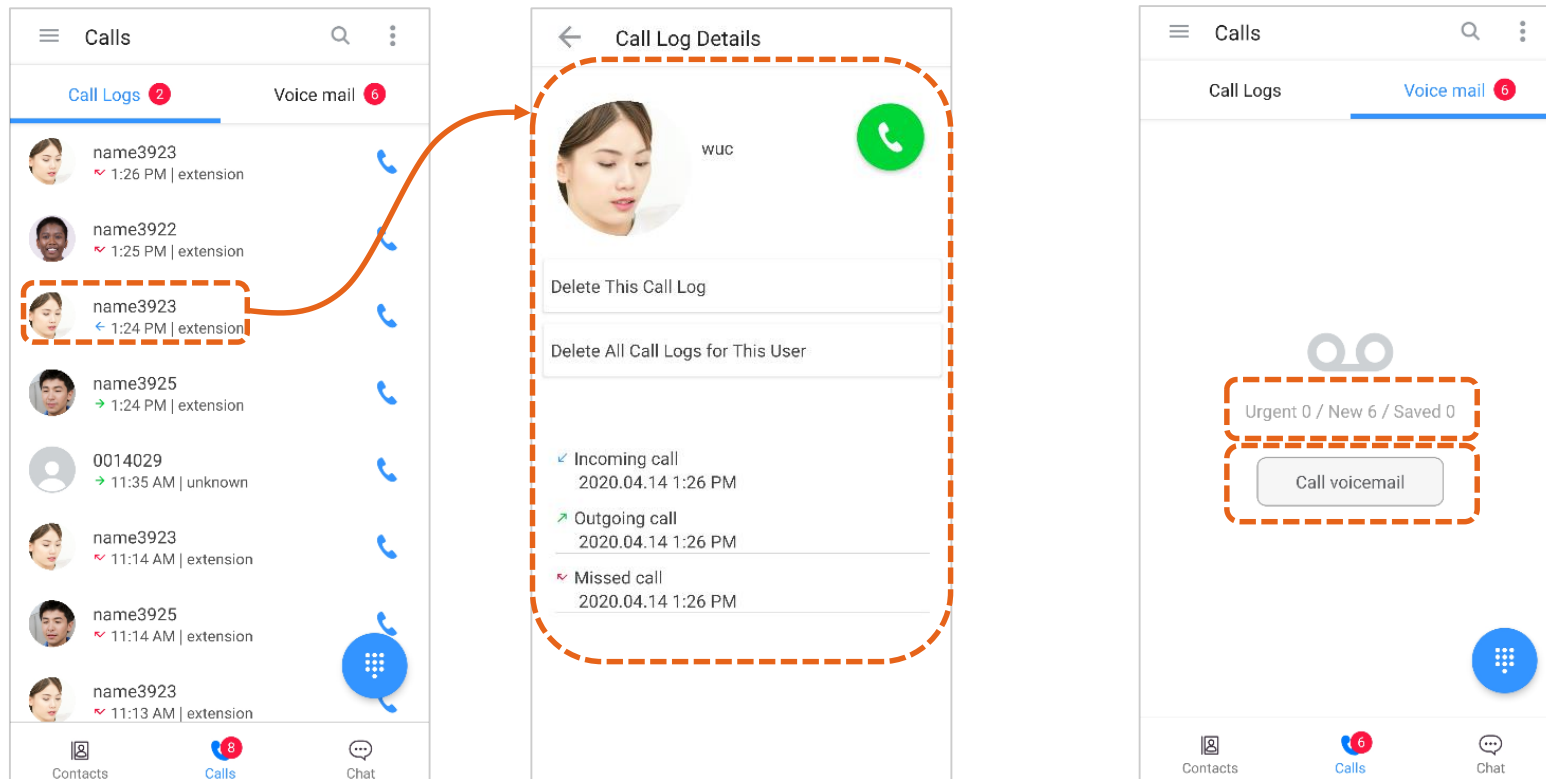 Calls
Call Logs 2 Voice mail 6
name3923
1:26 PM | extension
name3922
1:25 PM | extension
name3923
1:24 PM | extension
name3925
1:24 PM | extension
0014029
11:35 AM | unknown
name3923
11:14 AM | extension
name3925
11:14 AM | extension
name3923
11:13 AM | extension
8
Contacts Calls Chat
Call Log Details
wuc
Delete This Call Log
Delete All Call Logs for This User
Incoming call
2020.04.14 1:26 PM
Outgoing call
2020.04.14 1:26 PM
Missed call
2020.04.14 1:26 PM
Calls
Call Logs Voice mail 6
Urgent 0 / New 6 / Saved 0
Call voicemail
6
Contacts Calls Chat